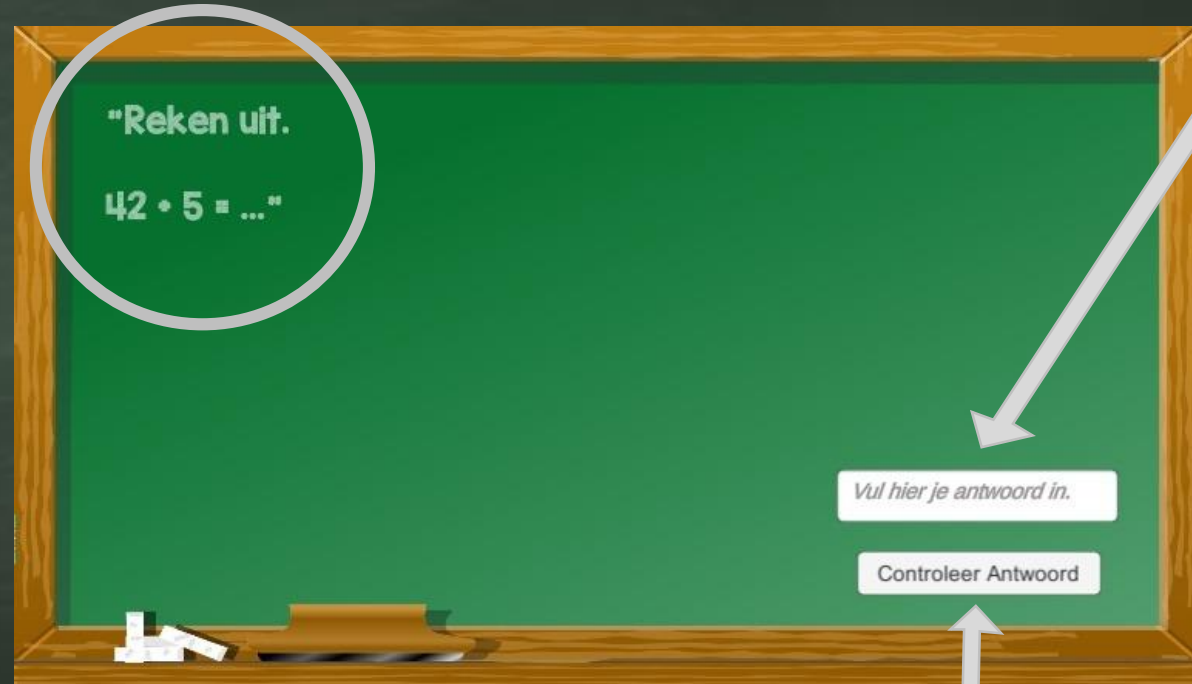 "Reken uit.
42 • 5 = ..."
Vul hier je antwoord in.
Controleer Antwoord